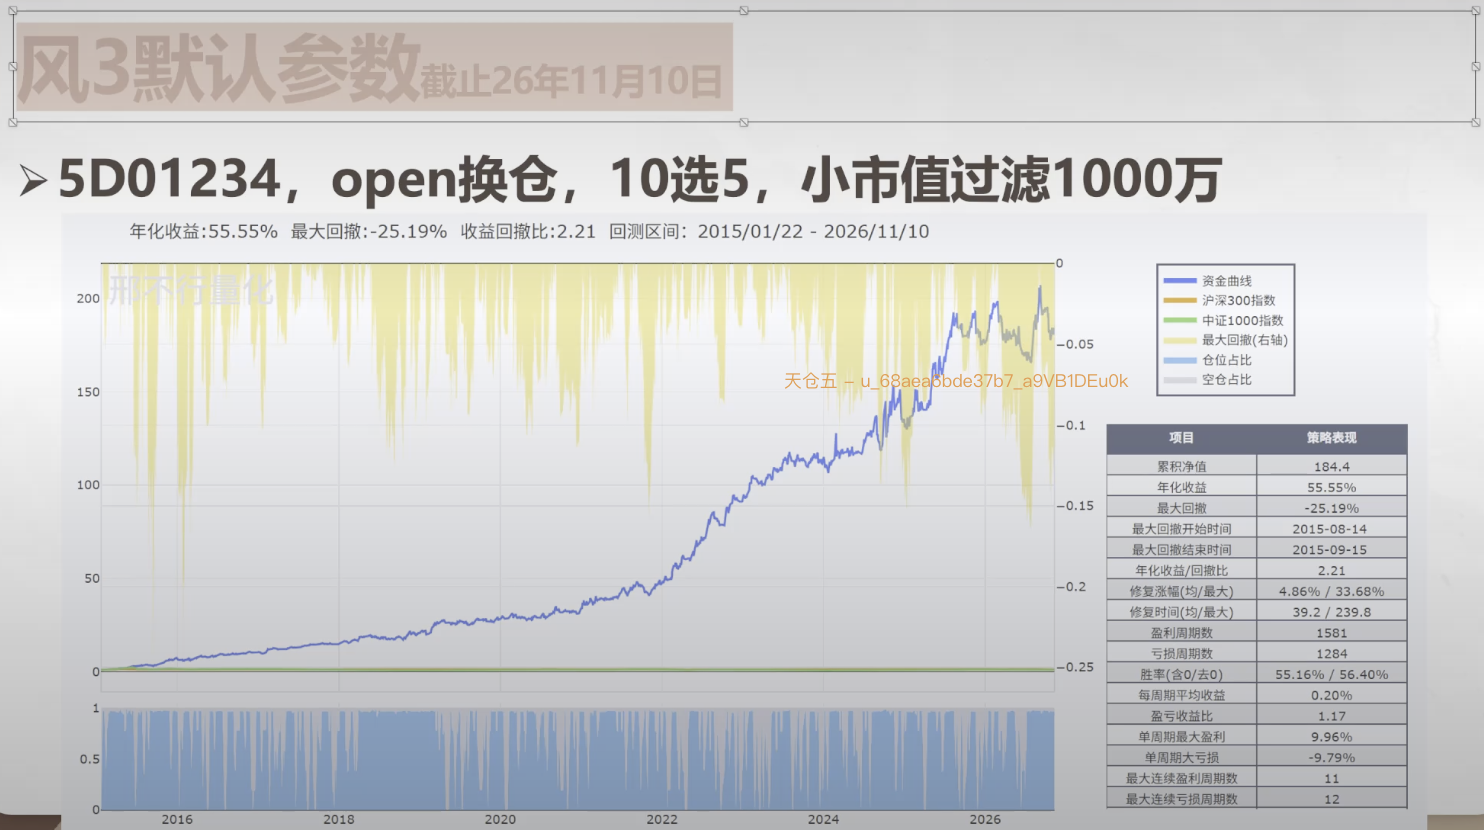 风3默认参数截止26年11月10日
➢5D01234，open换仓，10选5，小市值过滤1000万
年化收益:55.55% 最大回撤:-25.19% 收益回撤比:2.21 回测区间：2015/01/22 - 2026/11/10
邢不行量化
200
150
100
50
0
0
−0.05
−0.1
−0.15
−0.2
−0.25
1
0.5
0
2016 2018 2020 2022 2024 2026
资金曲线
沪深300指数
中证1000指数
最大回撤(右轴)
仓位占比
空仓占比
项目 策略表现
累积净值 184.4
年化收益 55.55%
最大回撤 -25.19%
最大回撤开始时间 2015-08-14
最大回撤结束时间 2015-09-15
年化收益/回撤比 2.21
修复涨幅(均/最大) 4.86% / 33.68%
修复时间(均/最大) 39.2 / 239.8
盈利周期数 1581
亏损周期数 1284
胜率(含0/去0) 55.16% / 56.40%
每周期平均收益 0.20%
盈亏收益比 1.17
单周期最大盈利 9.96%
单周期大亏损 -9.79%
最大连续盈利周期数 11
最大连续亏损周期数 12